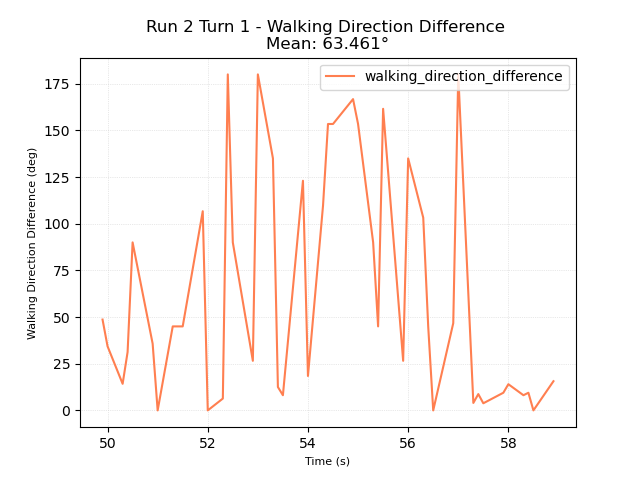 Run 2 Turn 1 - Walking Direction Difference
Mean: 63.461°
walking_direction_difference
Walking Direction Difference (deg)
175
150
125
100
75
50
25
0
50
52
54
56
58
Time (s)